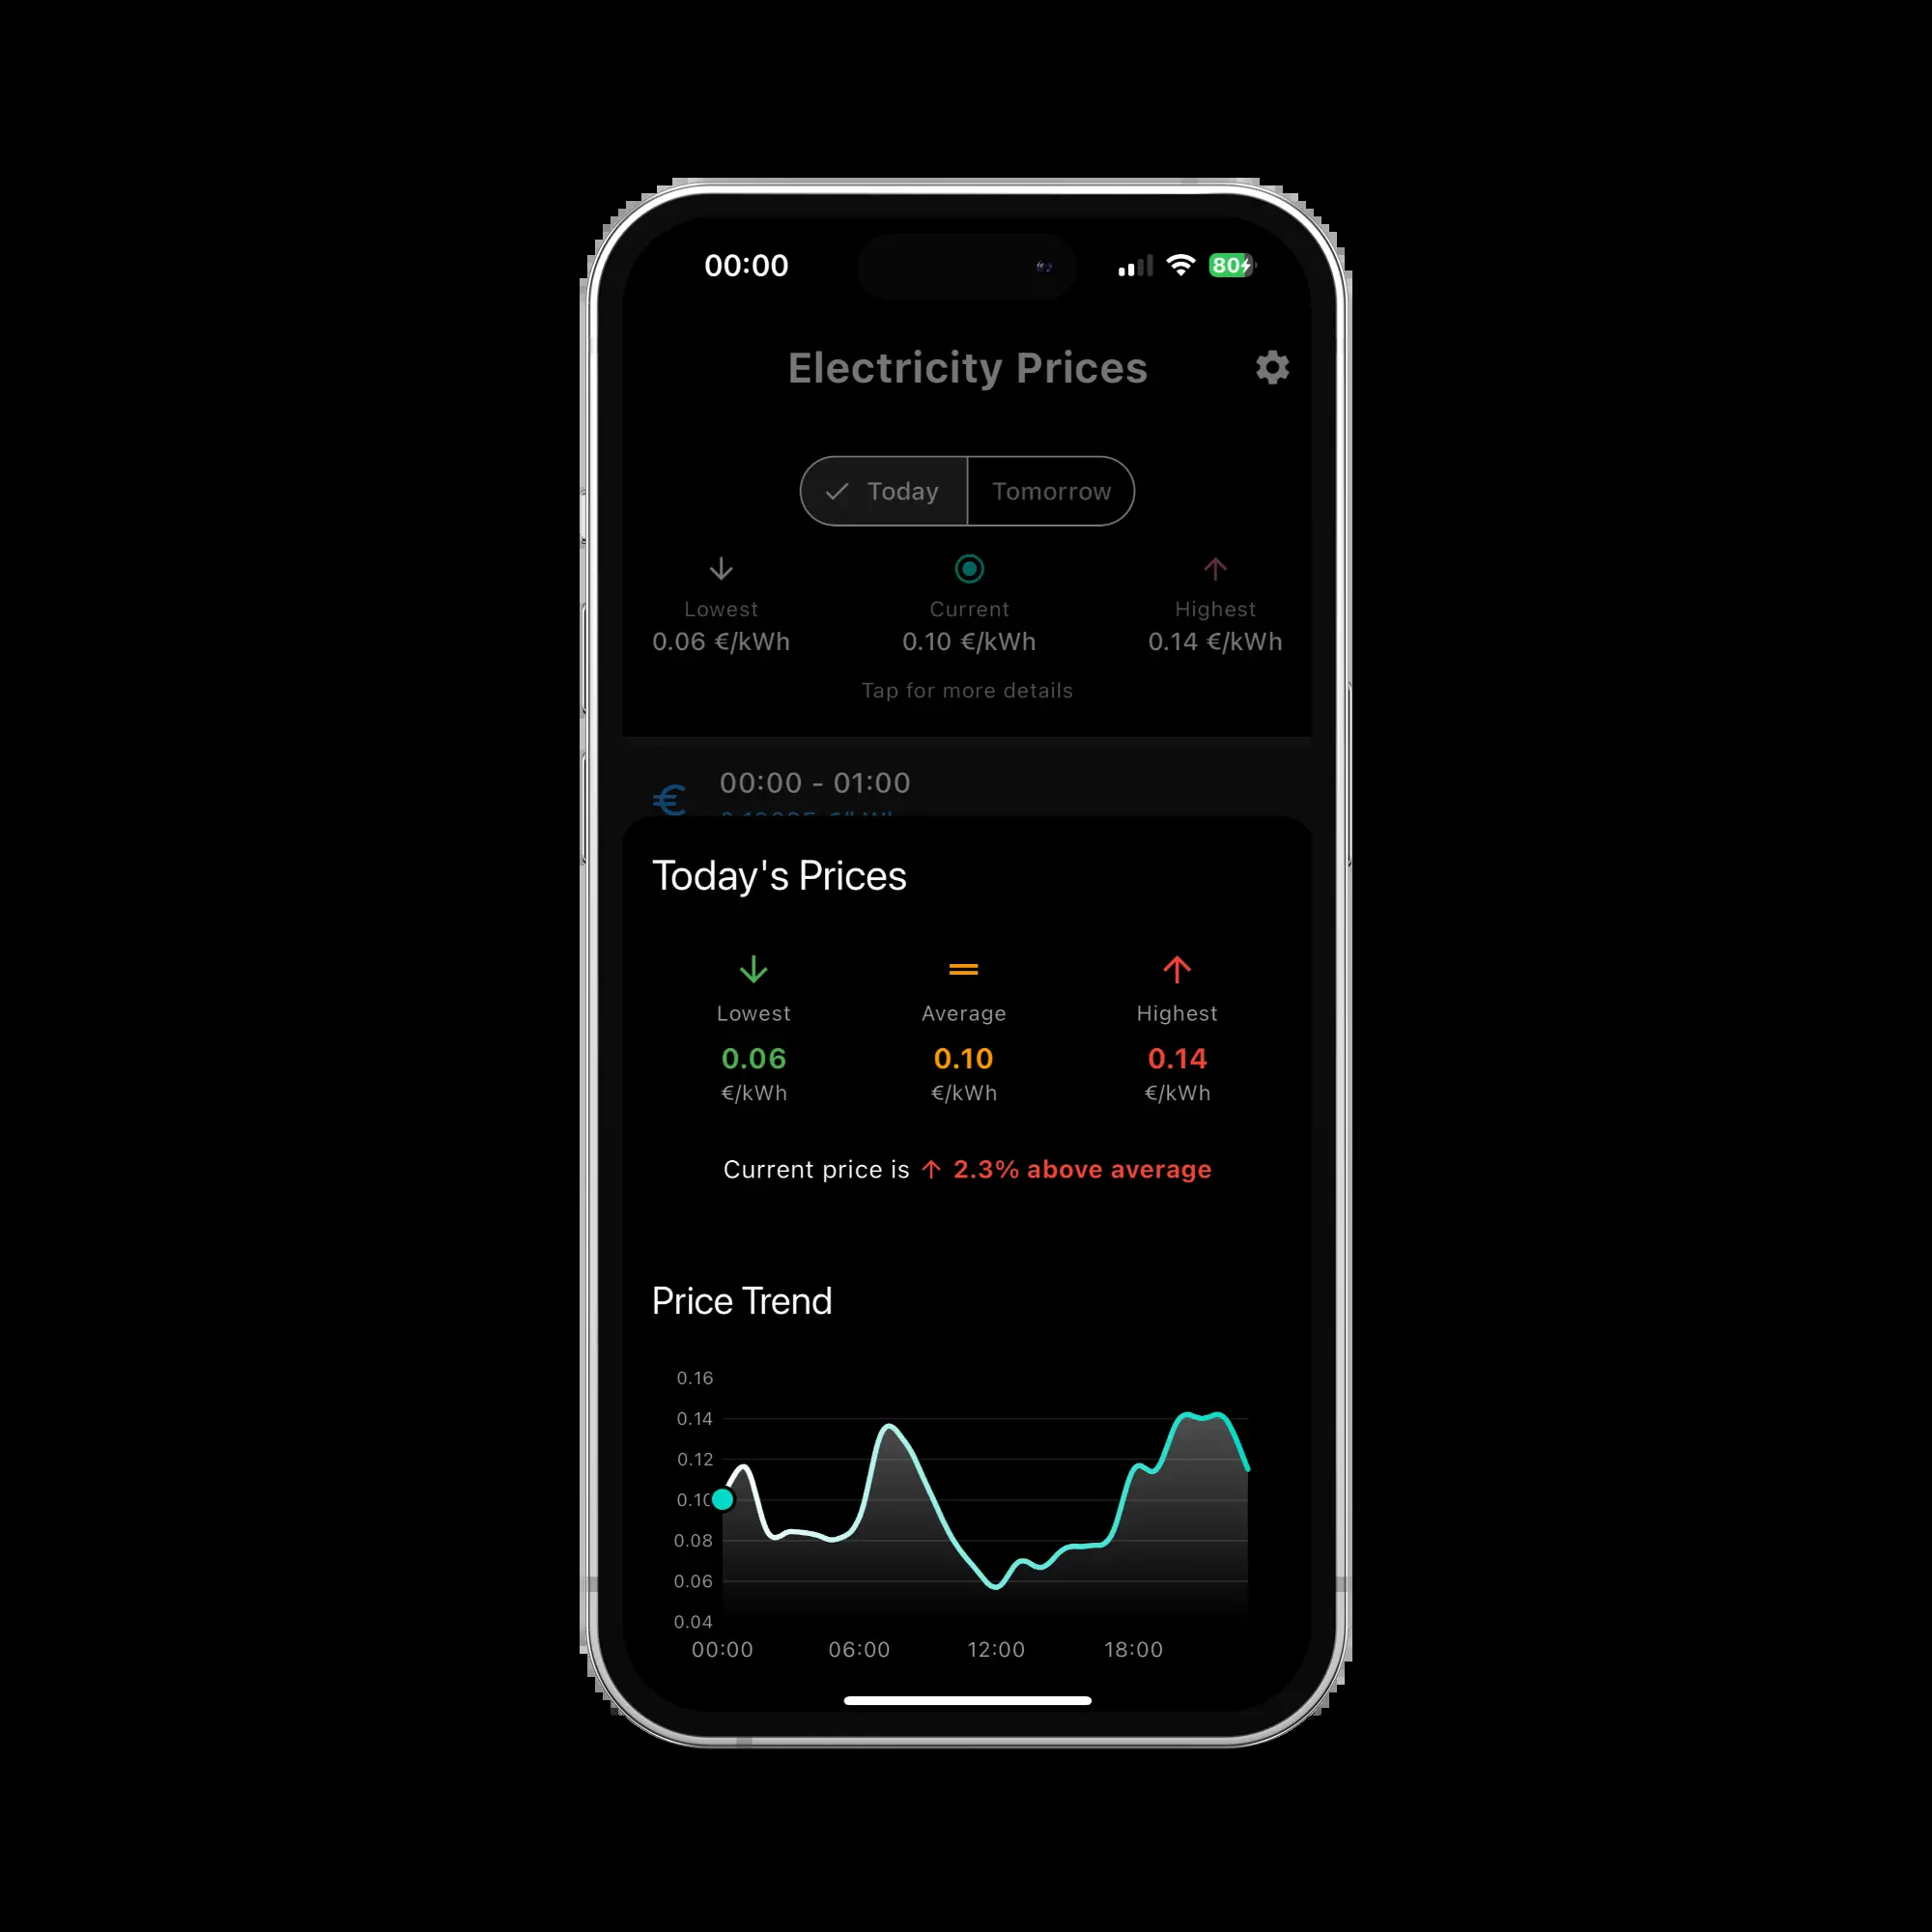 00:00 80
Electricity Prices
Today Tomorrow
Lowest Current Highest
0.06 €/kWh 0.10 €/kWh 0.14 €/kWh
Tap for more details
€ 00:00 - 01:00
Today's Prices
Lowest Average Highest
0.06 0.10 0.14
€/kWh €/kWh €/kWh
Current price is ↑ 2.3% above average
Price Trend
0.16
0.14
0.12
0.10
0.08
0.06
0.04
00:00 06:00 12:00 18:00